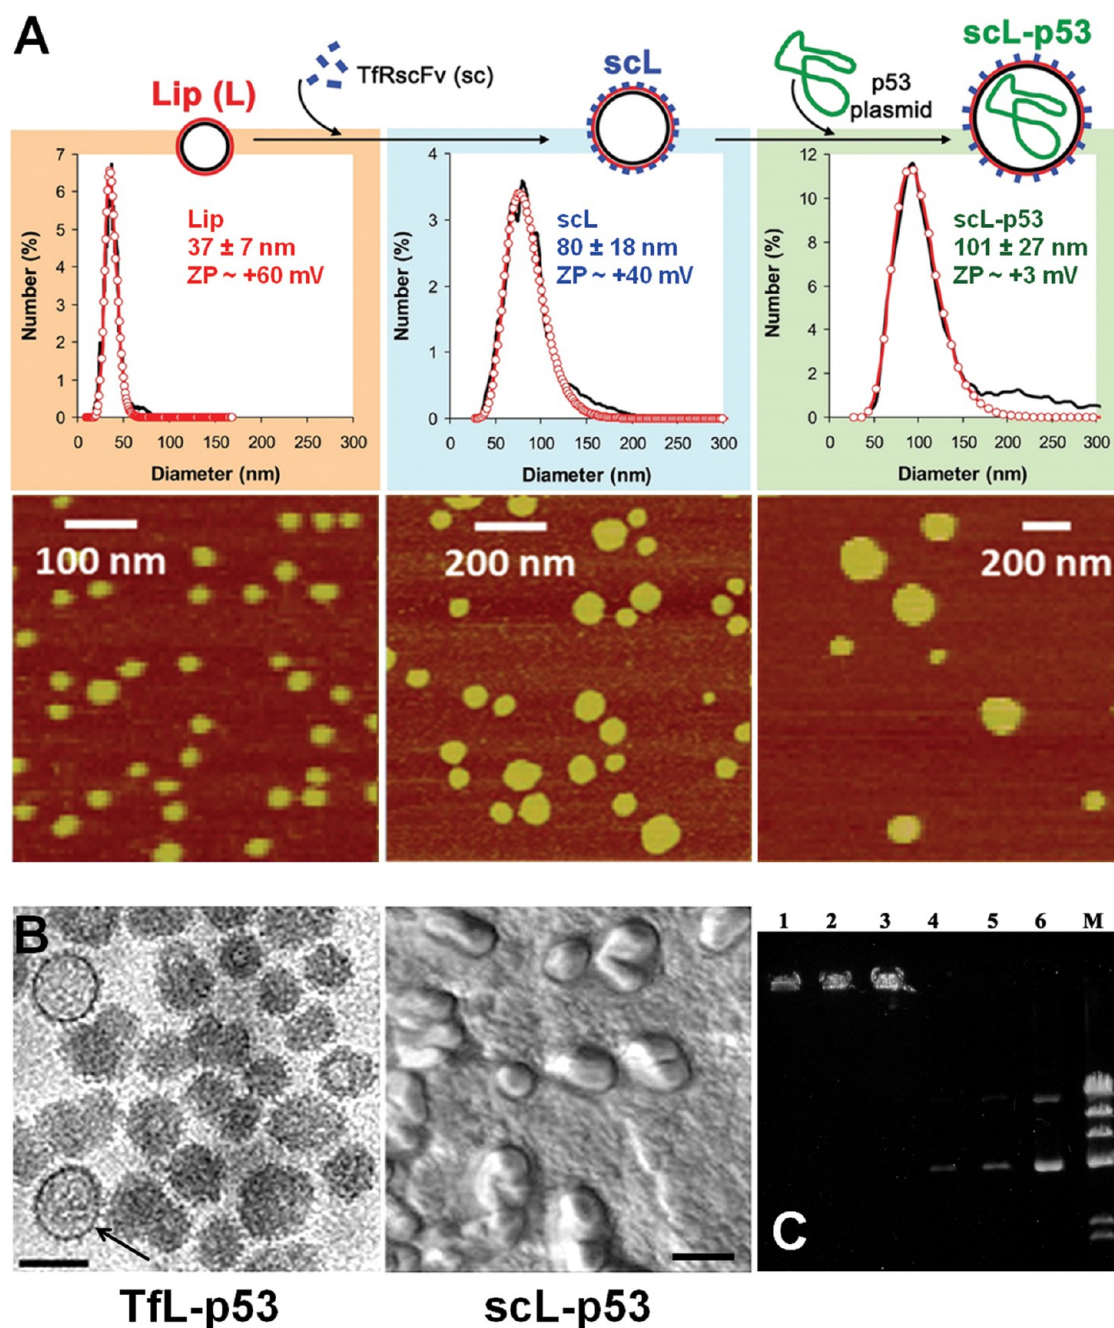 A
Lip (L)
TfRscFv (sc)
scL
p53
plasmid
scL-p53
7
6
5
4
3
2
1
0
Number (%)
Lip
37 ± 7 nm
ZP ~ +60 mV
0 50 100 150 200 250 300
Diameter (nm)
4
3
2
1
0
Number (%)
scL
80 ± 18 nm
ZP ~ +40 mV
0 50 100 150 200 250 300
Diameter (nm)
12
10
8
6
4
2
0
Number (%)
scL-p53
101 ± 27 nm
ZP ~ +3 mV
0 50 100 150 200 250 300
Diameter (nm)
100 nm
200 nm
200 nm
B
1 2 3 4 5 6 M
C
TfL-p53
scL-p53